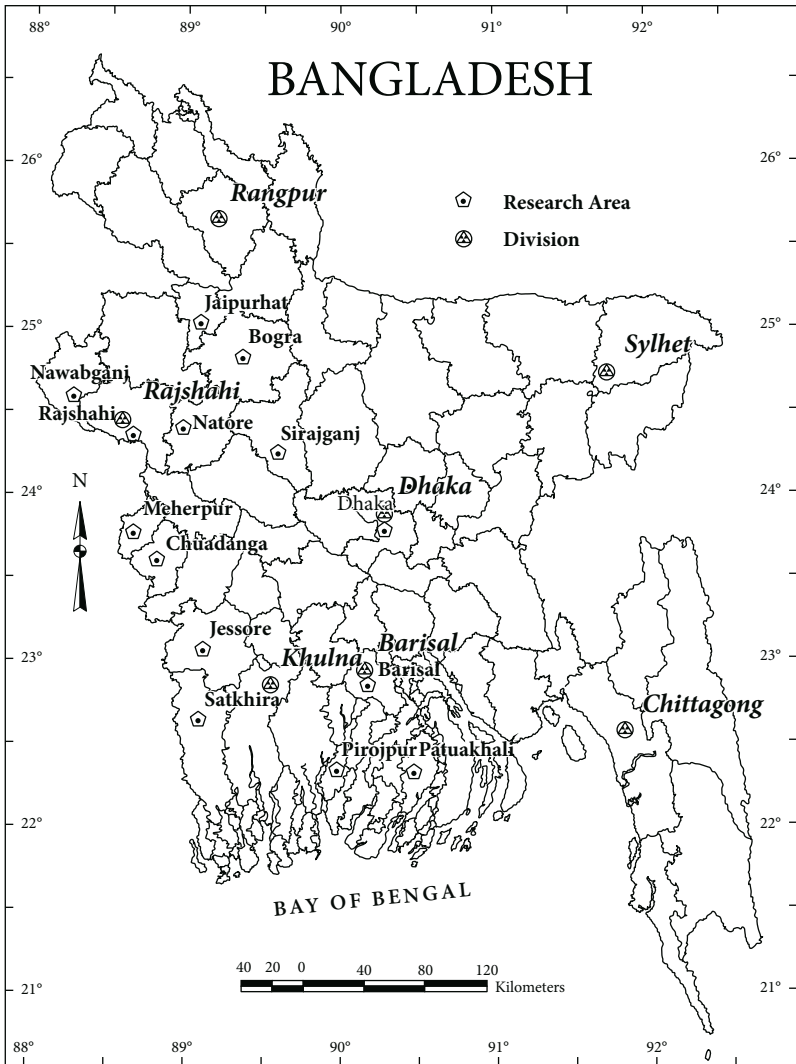 88°
89°
90°
91°
92°
BANGLADESH
26°
26°
Rangpur
Research Area
Division
Jaipurhat
25°
25°
Bogra
Sylhet
Nawabganj
Rajshahi
Rajshahi
Natore
Sirajganj
N
24°
24°
Dhaka
Dhaka
Meherpur
Chuadanga
Jessore
Barisal
23°
23°
Khulna
Barisal
Satkhira
Chittagong
Pirojpur
Patuakhali
22°
22°
BAY OF BENGAL
40 20 0 40 80 120
Kilometers
21°
21°
88°
89°
90°
92°